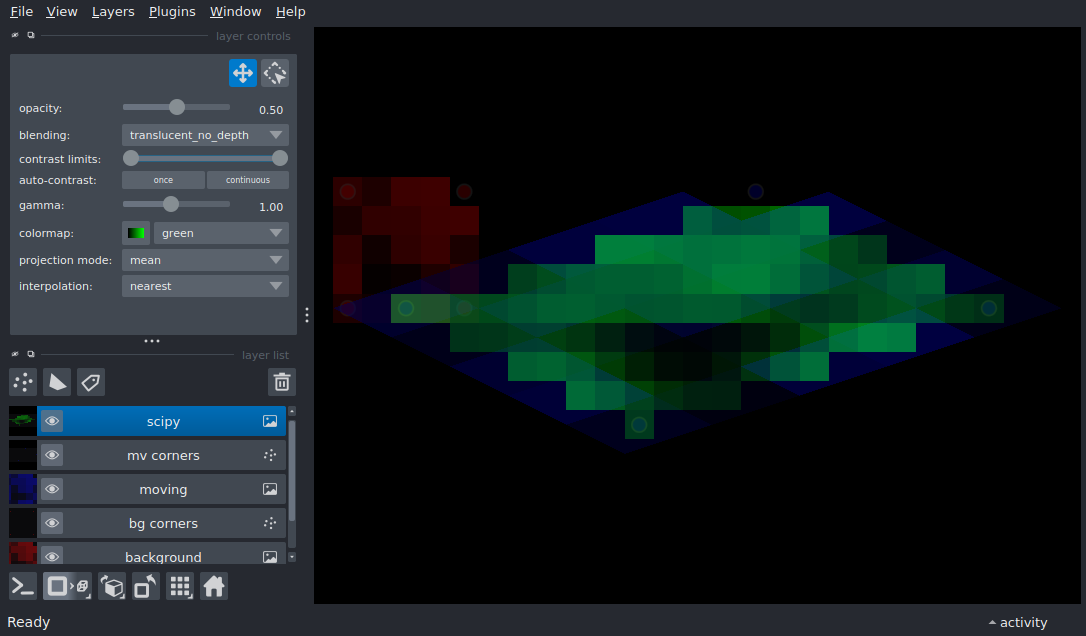 File View Layers Plugins Window Help
layer controls
opacity: 0.50
blending: translucent_no_depth
contrast limits:
auto-contrast: once continuous
gamma: 1.00
colormap: green
projection mode: mean
interpolation: nearest
layer list
scipy
mv corners
moving
bg corners
background
Ready activity